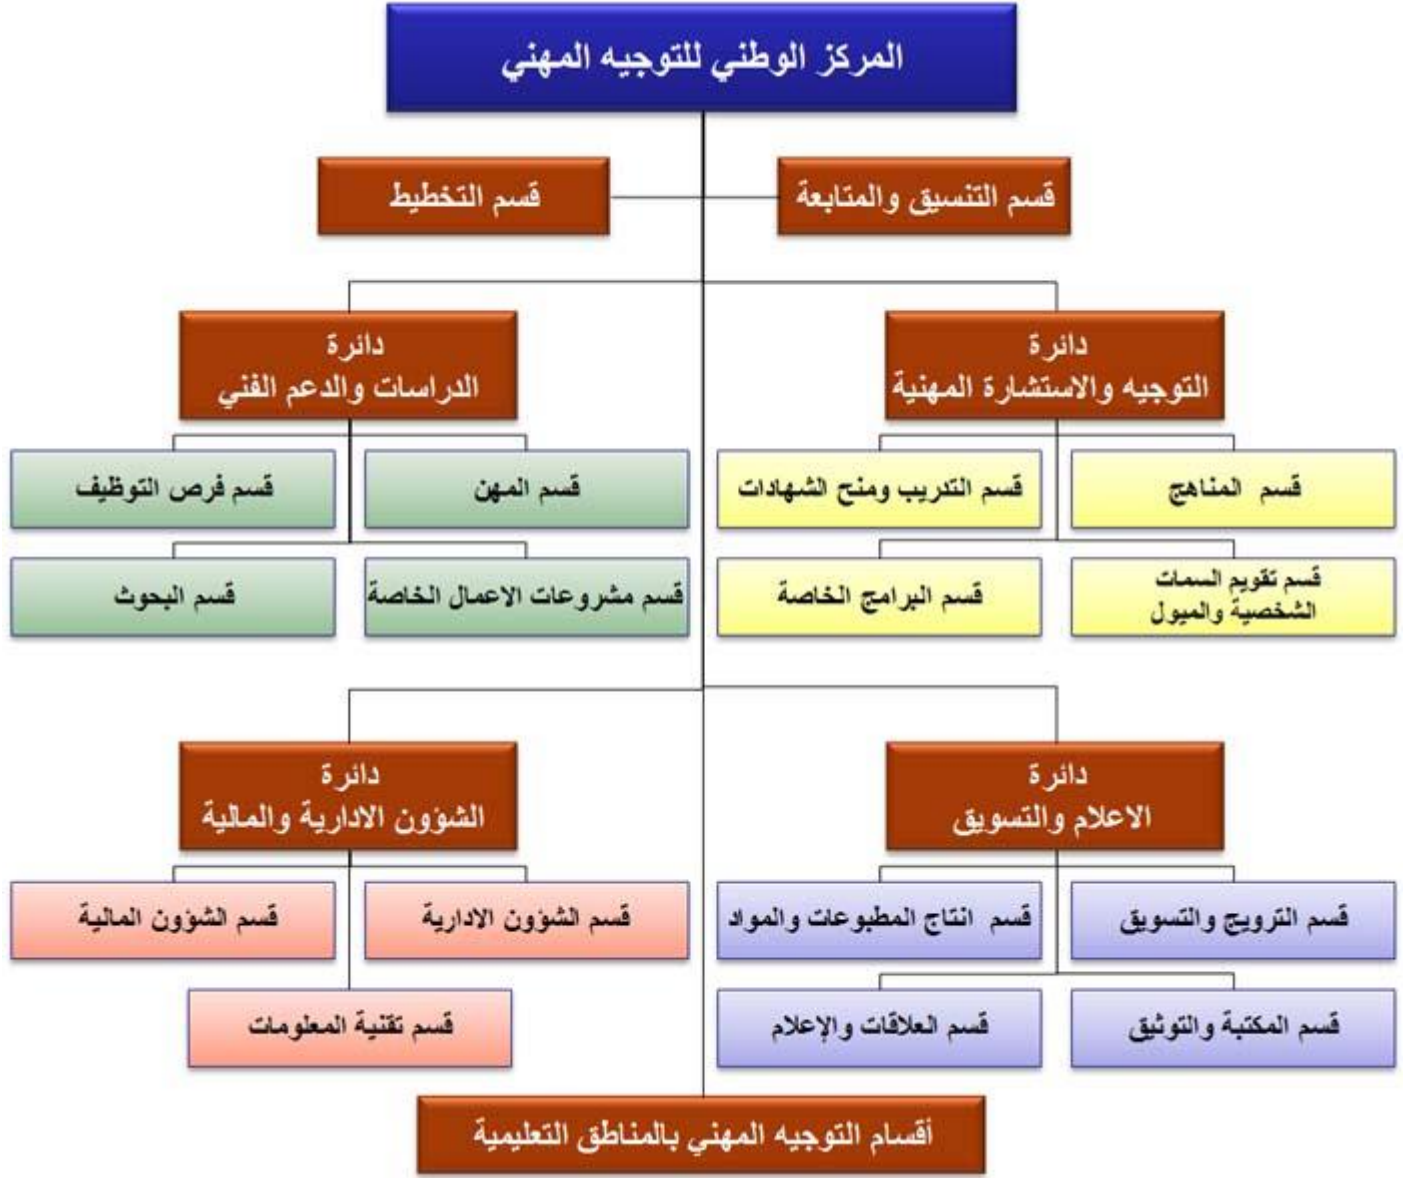 المركز الوطني للتوجيه المهني
قسم التنسيق والمتابعة
قسم التخطيط
دائرة
التوجيه والاستشارة المهنية
دائرة
الدراسات والدعم الفني
قسم المناهج
قسم التدريب ومنح الشهادات
قسم المهن
قسم فرص التوظيف
قسم تقويم السمات
الشخصية والميول
قسم البرامج الخاصة
قسم مشروعات الاعمال الخاصة
قسم البحوث
دائرة
الاعلام والتسويق
دائرة
الشؤون الادارية والمالية
قسم الترويج والتسويق
قسم انتاج المطبوعات والمواد
قسم الشؤون الادارية
قسم الشؤون المالية
قسم المكتبة والتوثيق
قسم العلاقات والإعلام
قسم تقنية المعلومات
أقسام التوجيه المهني بالمناطق التعليمية